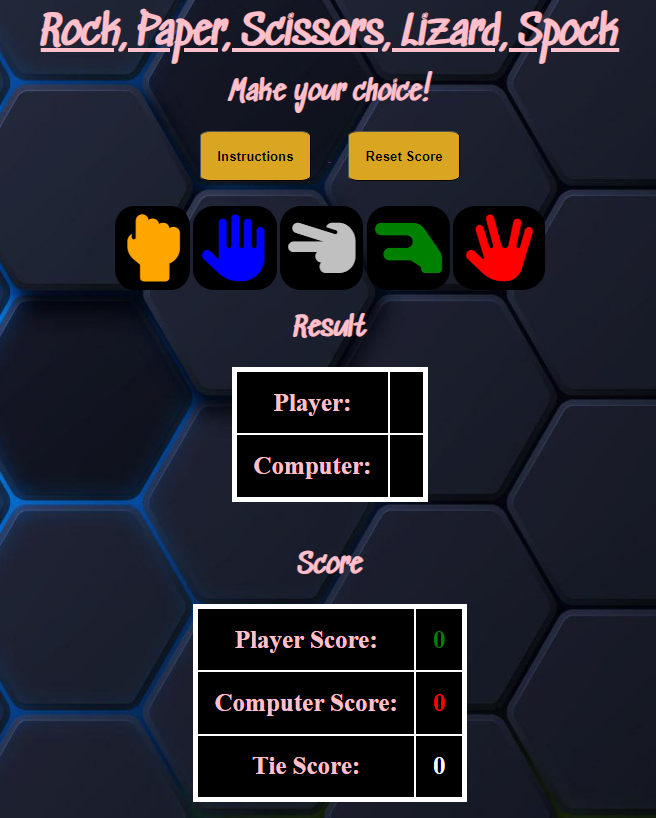 Rock, Paper, Scissors, Lizard, Spock
Make your choice!
Instructions Reset Score
Result
Player:
Computer:
Score
Player Score: 0
Computer Score: 0
Tie Score: 0